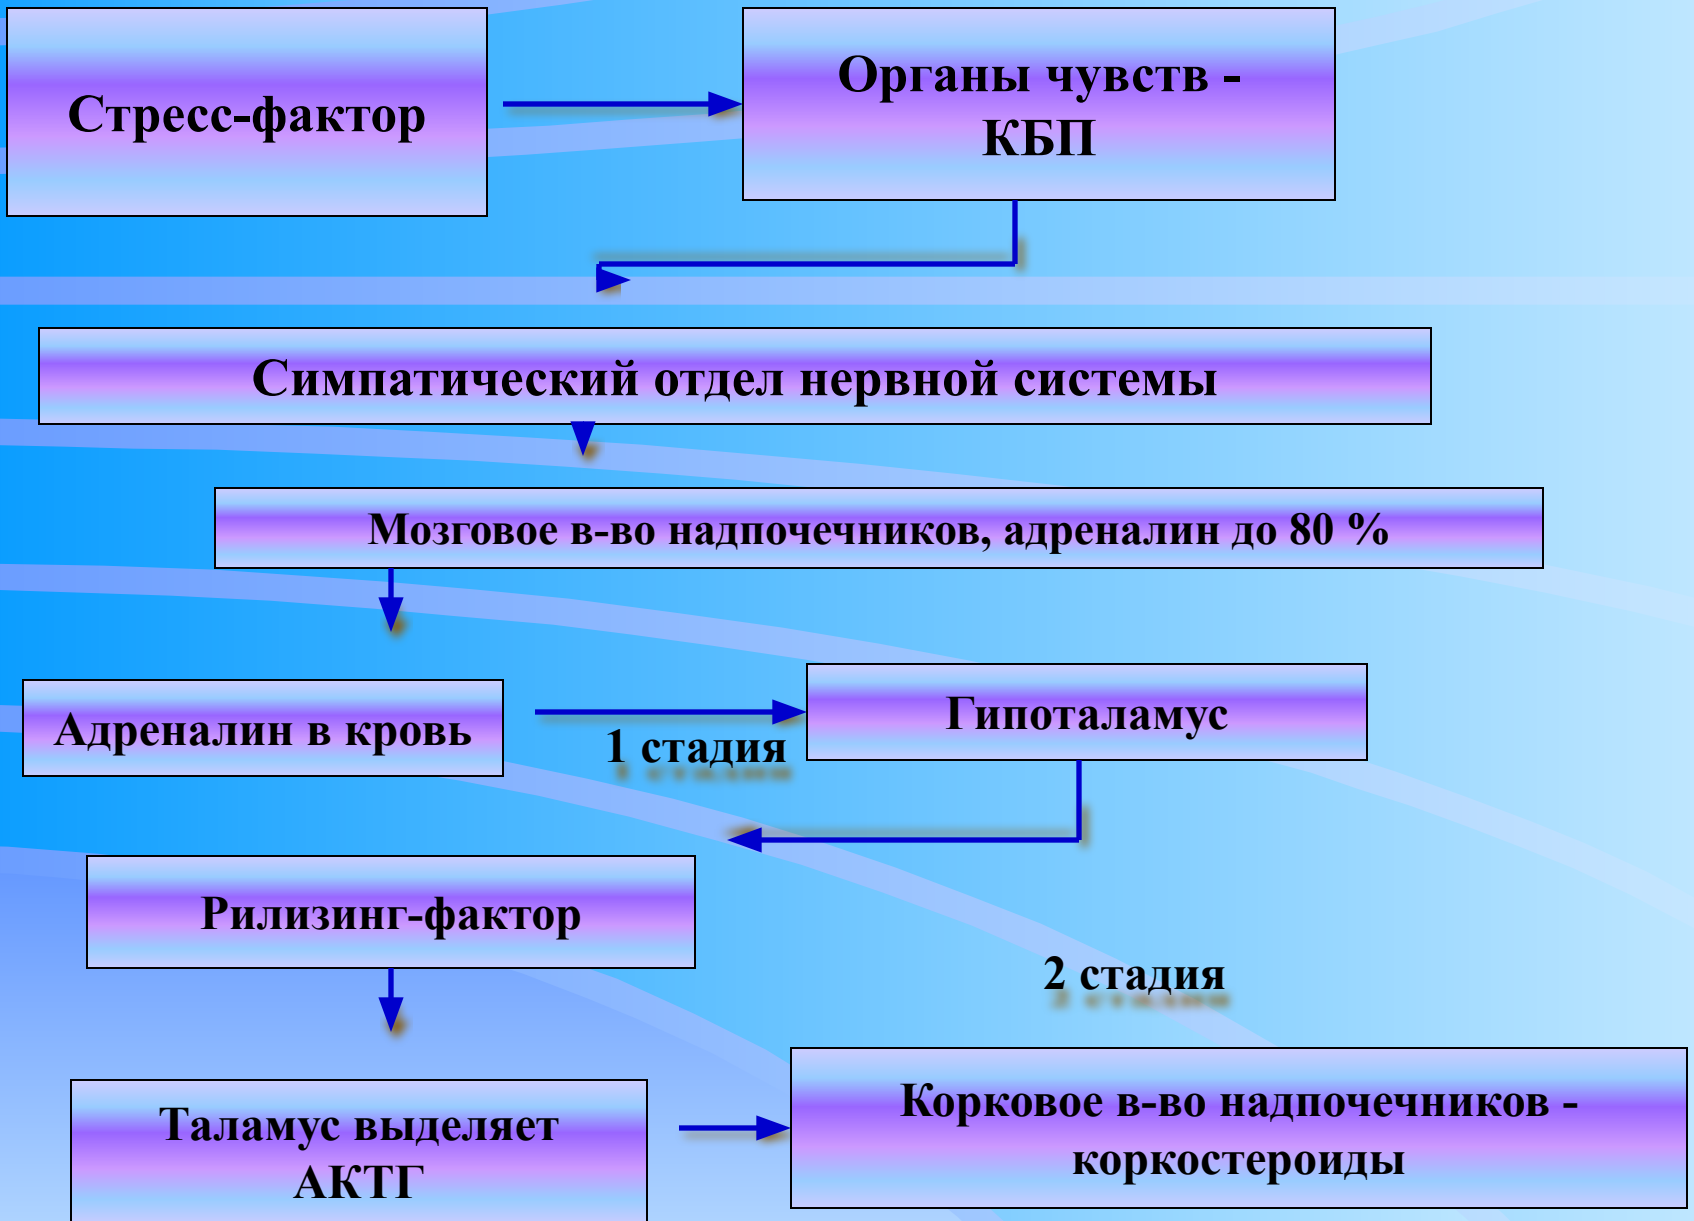 Стресс-фактор
Органы чувств -
КБП
Симпатический отдел нервной системы
Мозговое в-во надпочечников, адреналин до 80 %
Адреналин в кровь
1 стадия
Гипоталамус
Рилизинг-фактор
2 стадия
Таламус выделяет
АКТГ
Корковое в-во надпочечников -
коркостероиды